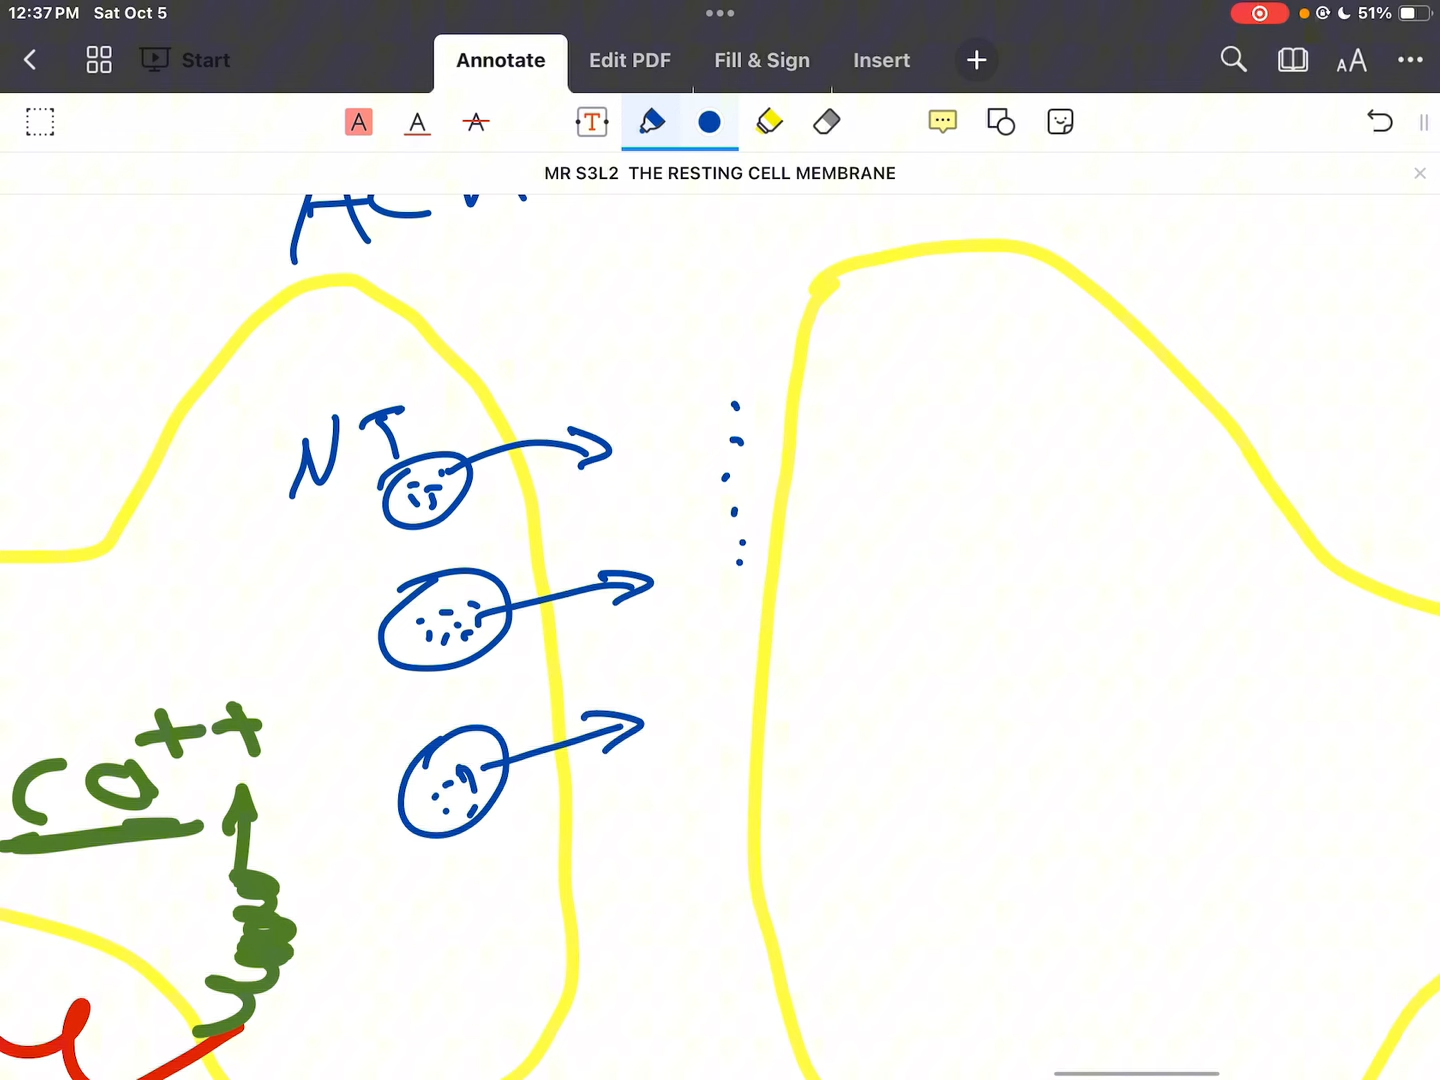 12:37 PM Sat Oct 5 51%
Start Annotate Edit PDF Fill & Sign Insert
A A A T
MR S3L2 THE RESTING CELL MEMBRANE
NT
Ca++